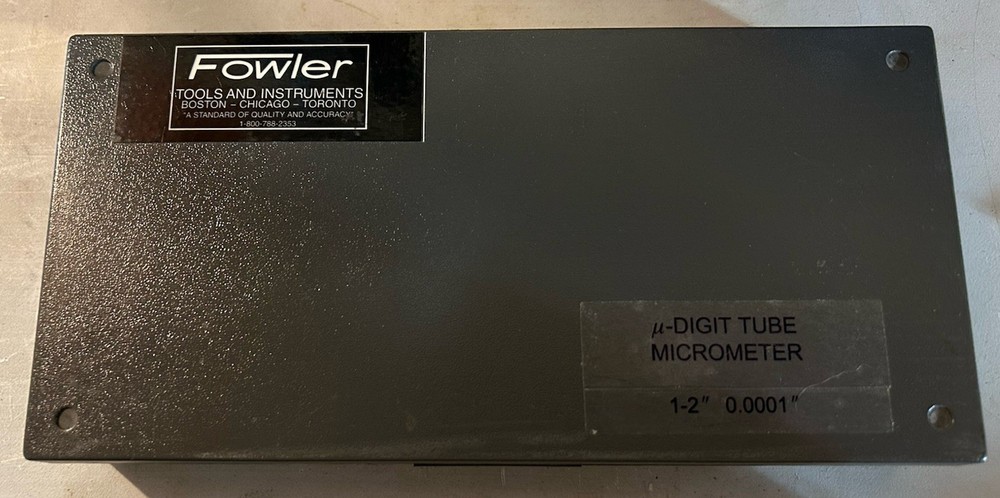 Fowler
TOOLS AND INSTRUMENTS
BOSTON – CHICAGO – TORONTO
"A STANDARD OF QUALITY AND ACCURACY"
1-800-788-2353
μ-DIGIT TUBE
MICROMETER
1-2" 0.0001"